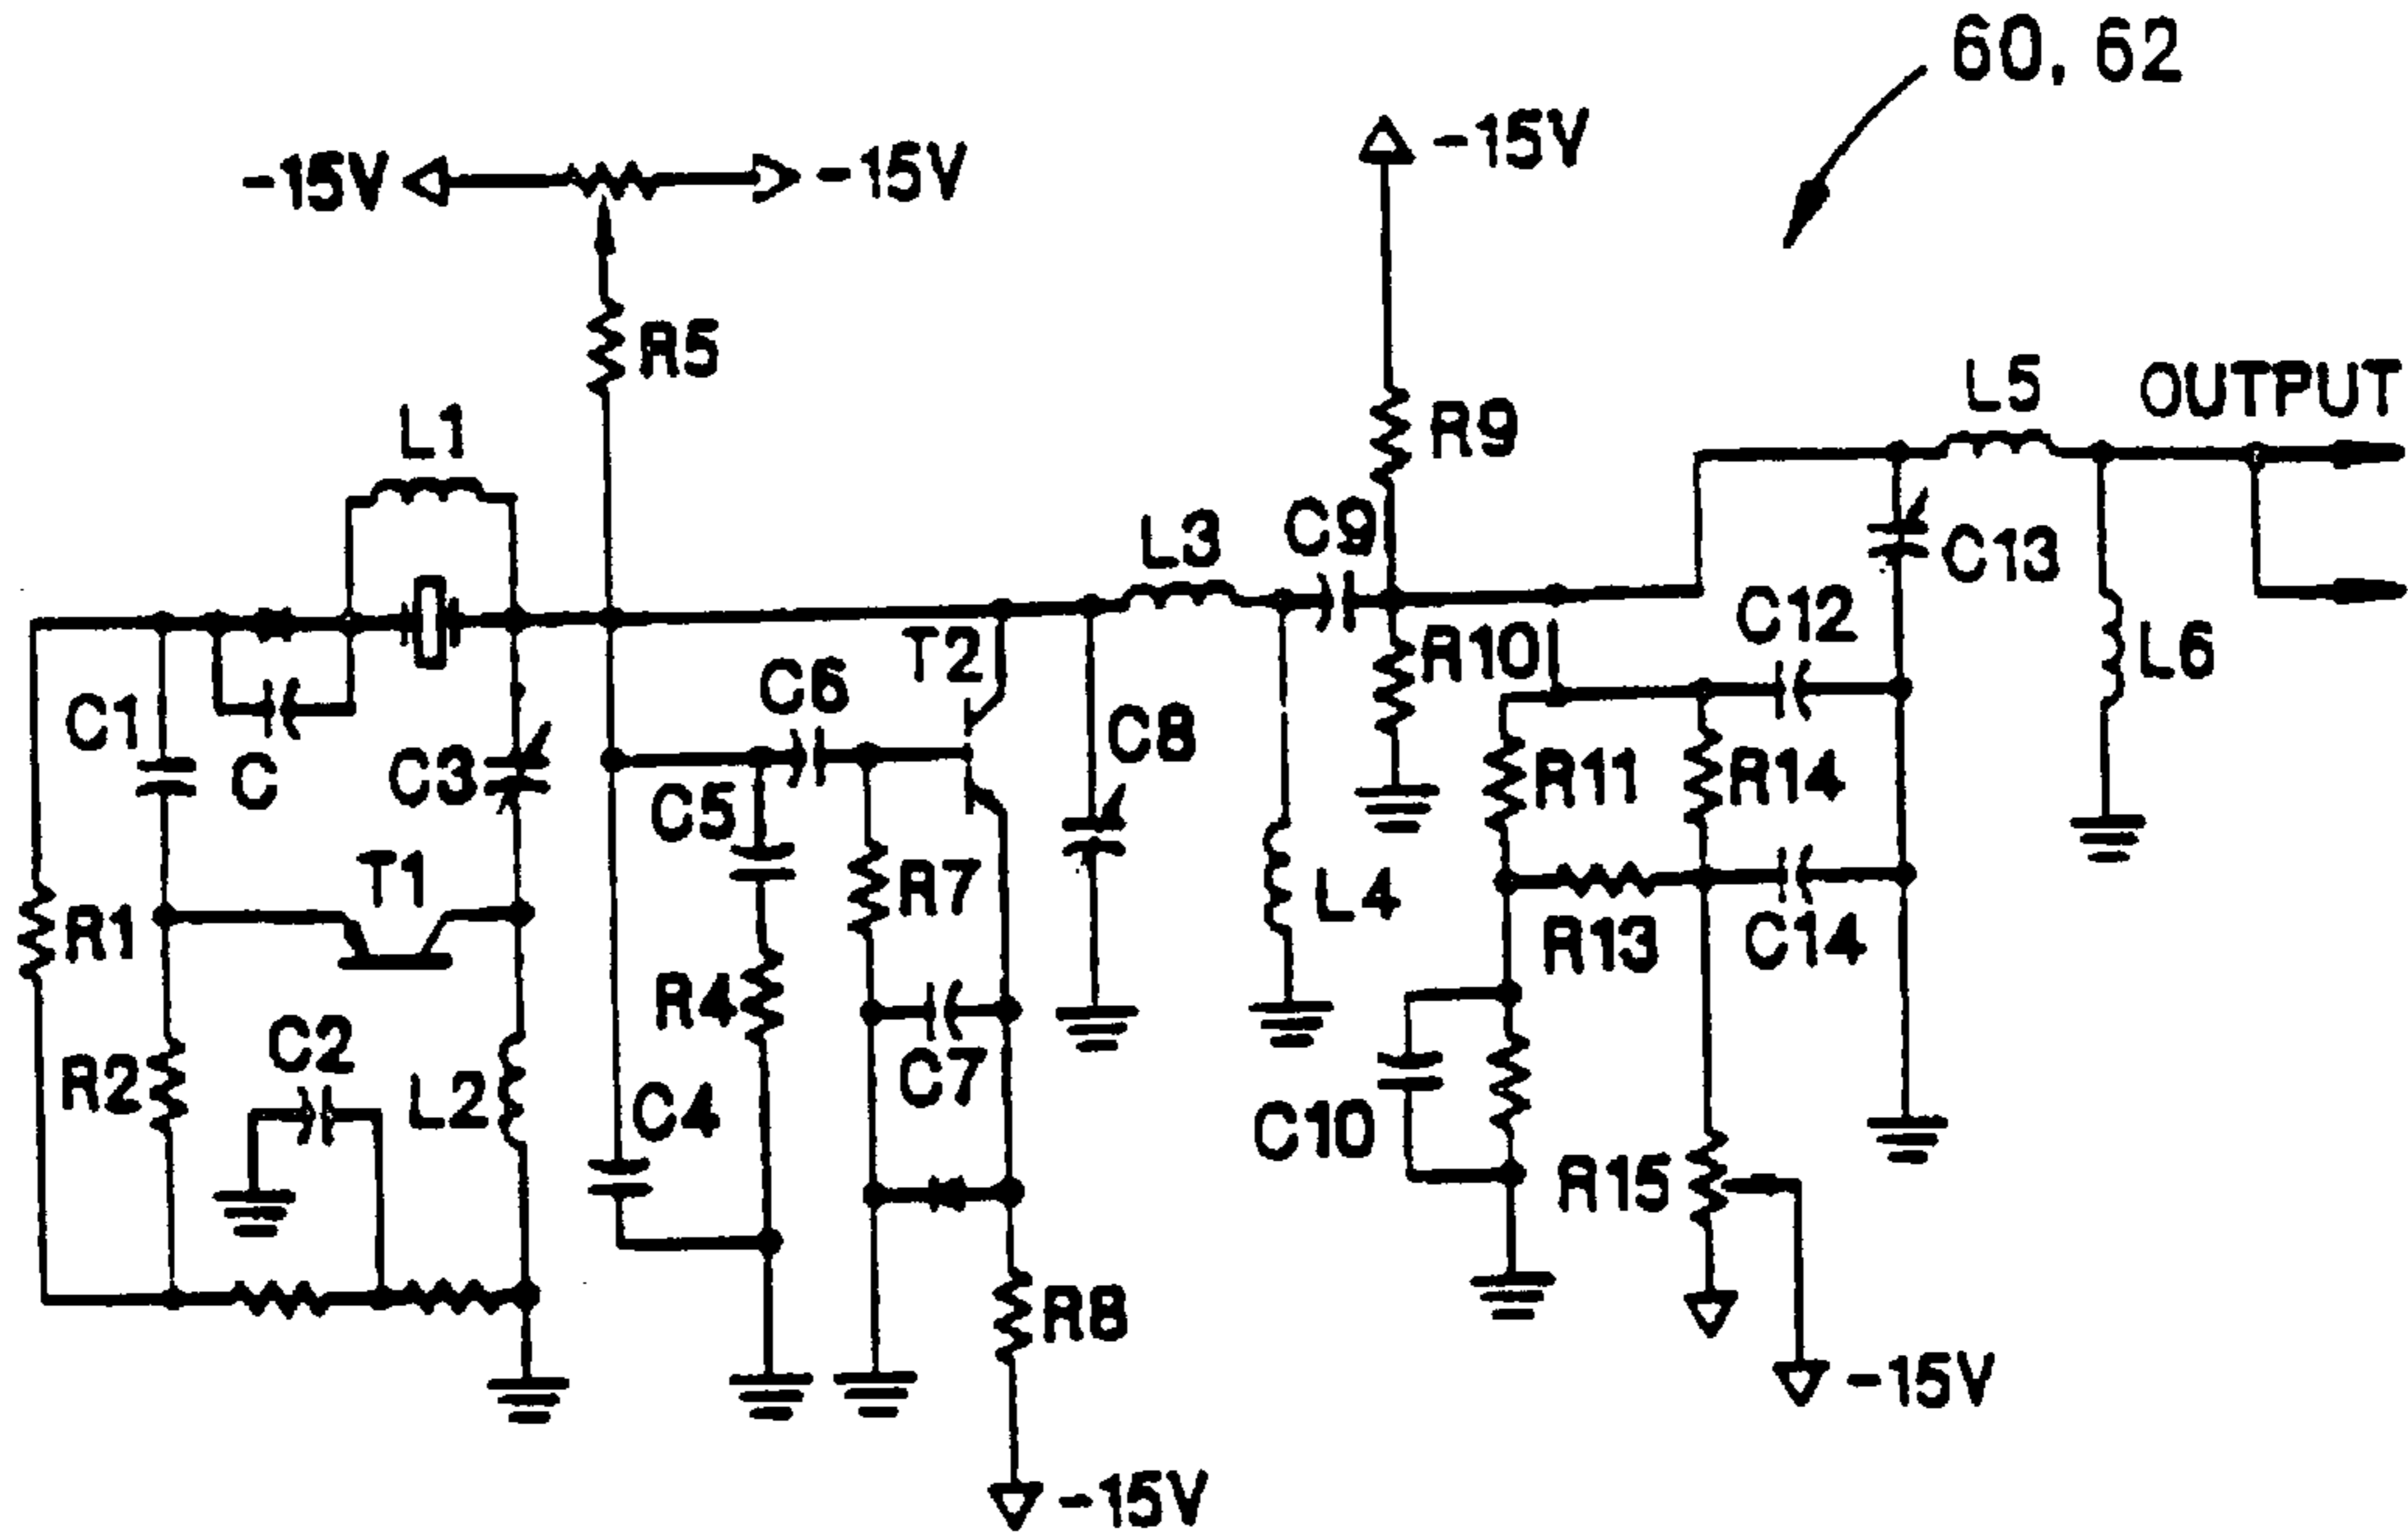 60, 62
-15V
-15V
-15V
R5
R9
L5
OUTPUT
L1
L3
C9
C13
C1
C
C3
C6
T2
C8
R10
C12
L6
C5
R11
R14
T1
R1
R7
L4
R13
C14
R4
R2
C2
L2
C4
C7
C10
R15
R8
-15V
-15V